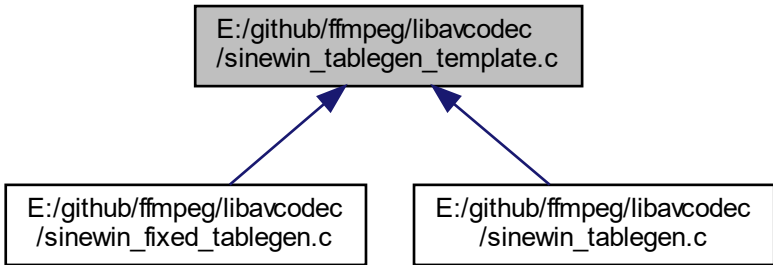 E:/github/ffmpeg/libavcodec
/sinewin_tablegen_template.c
E:/github/ffmpeg/libavcodec
/sinewin_fixed_tablegen.c
E:/github/ffmpeg/libavcodec
/sinewin_tablegen.c